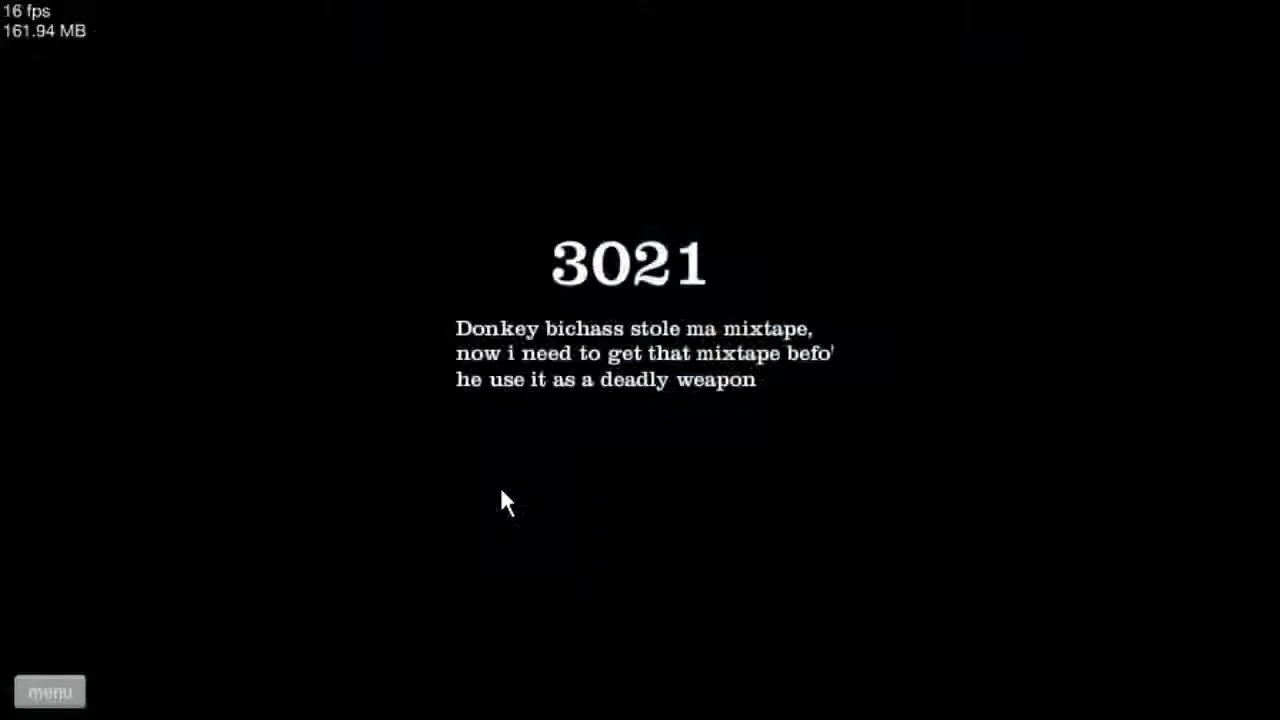 16 fps
161.94 MB
3021
Donkey bichass stole ma mixtape,
now i need to get that mixtape befo'
he use it as a deadly weapon
menu